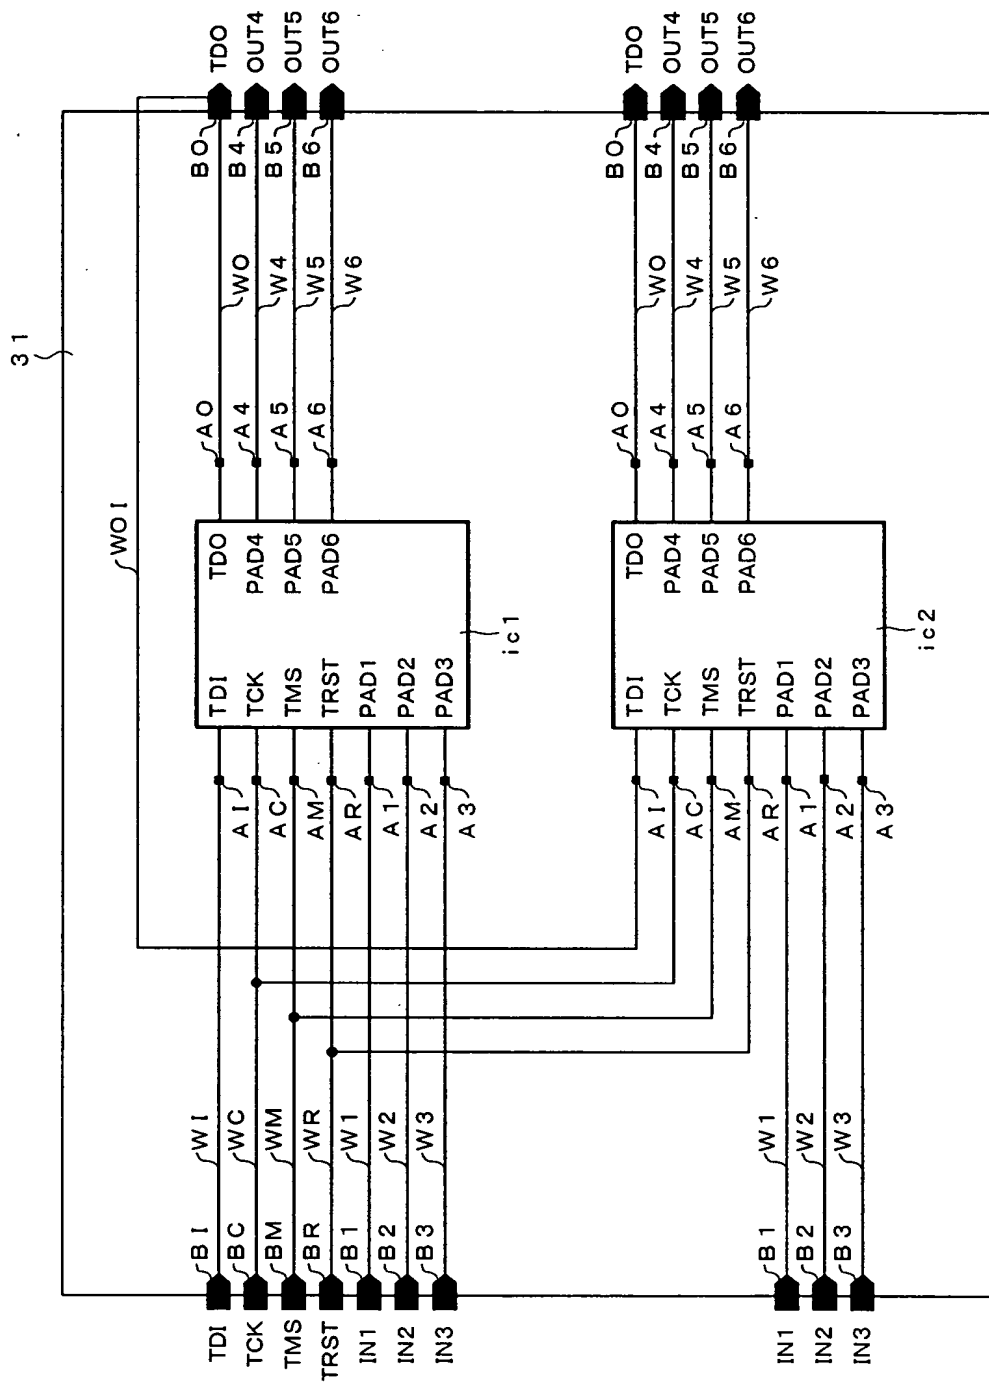 31
WOI
TDI
BI
WI
AI
TDI
TDO
AO
WO
BO
TDO
TCK
BC
WC
AC
TCK
PAD4
A4
W4
B4
OUT4
TMS
BM
WM
AM
TMS
PAD5
A5
W5
B5
OUT5
TRST
BR
WR
AR
TRST
PAD6
A6
W6
B6
OUT6
IN1
B1
W1
A1
PAD1
IN2
B2
W2
A2
PAD2
IN3
B3
W3
A3
PAD3
ic1
AI
TDI
TDO
AO
WO
BO
TDO
AC
TCK
PAD4
A4
W4
B4
OUT4
AM
TMS
PAD5
A5
W5
B5
OUT5
AR
TRST
PAD6
A6
W6
B6
OUT6
IN1
B1
W1
A1
PAD1
IN2
B2
W2
A2
PAD2
IN3
B3
W3
A3
PAD3
ic2